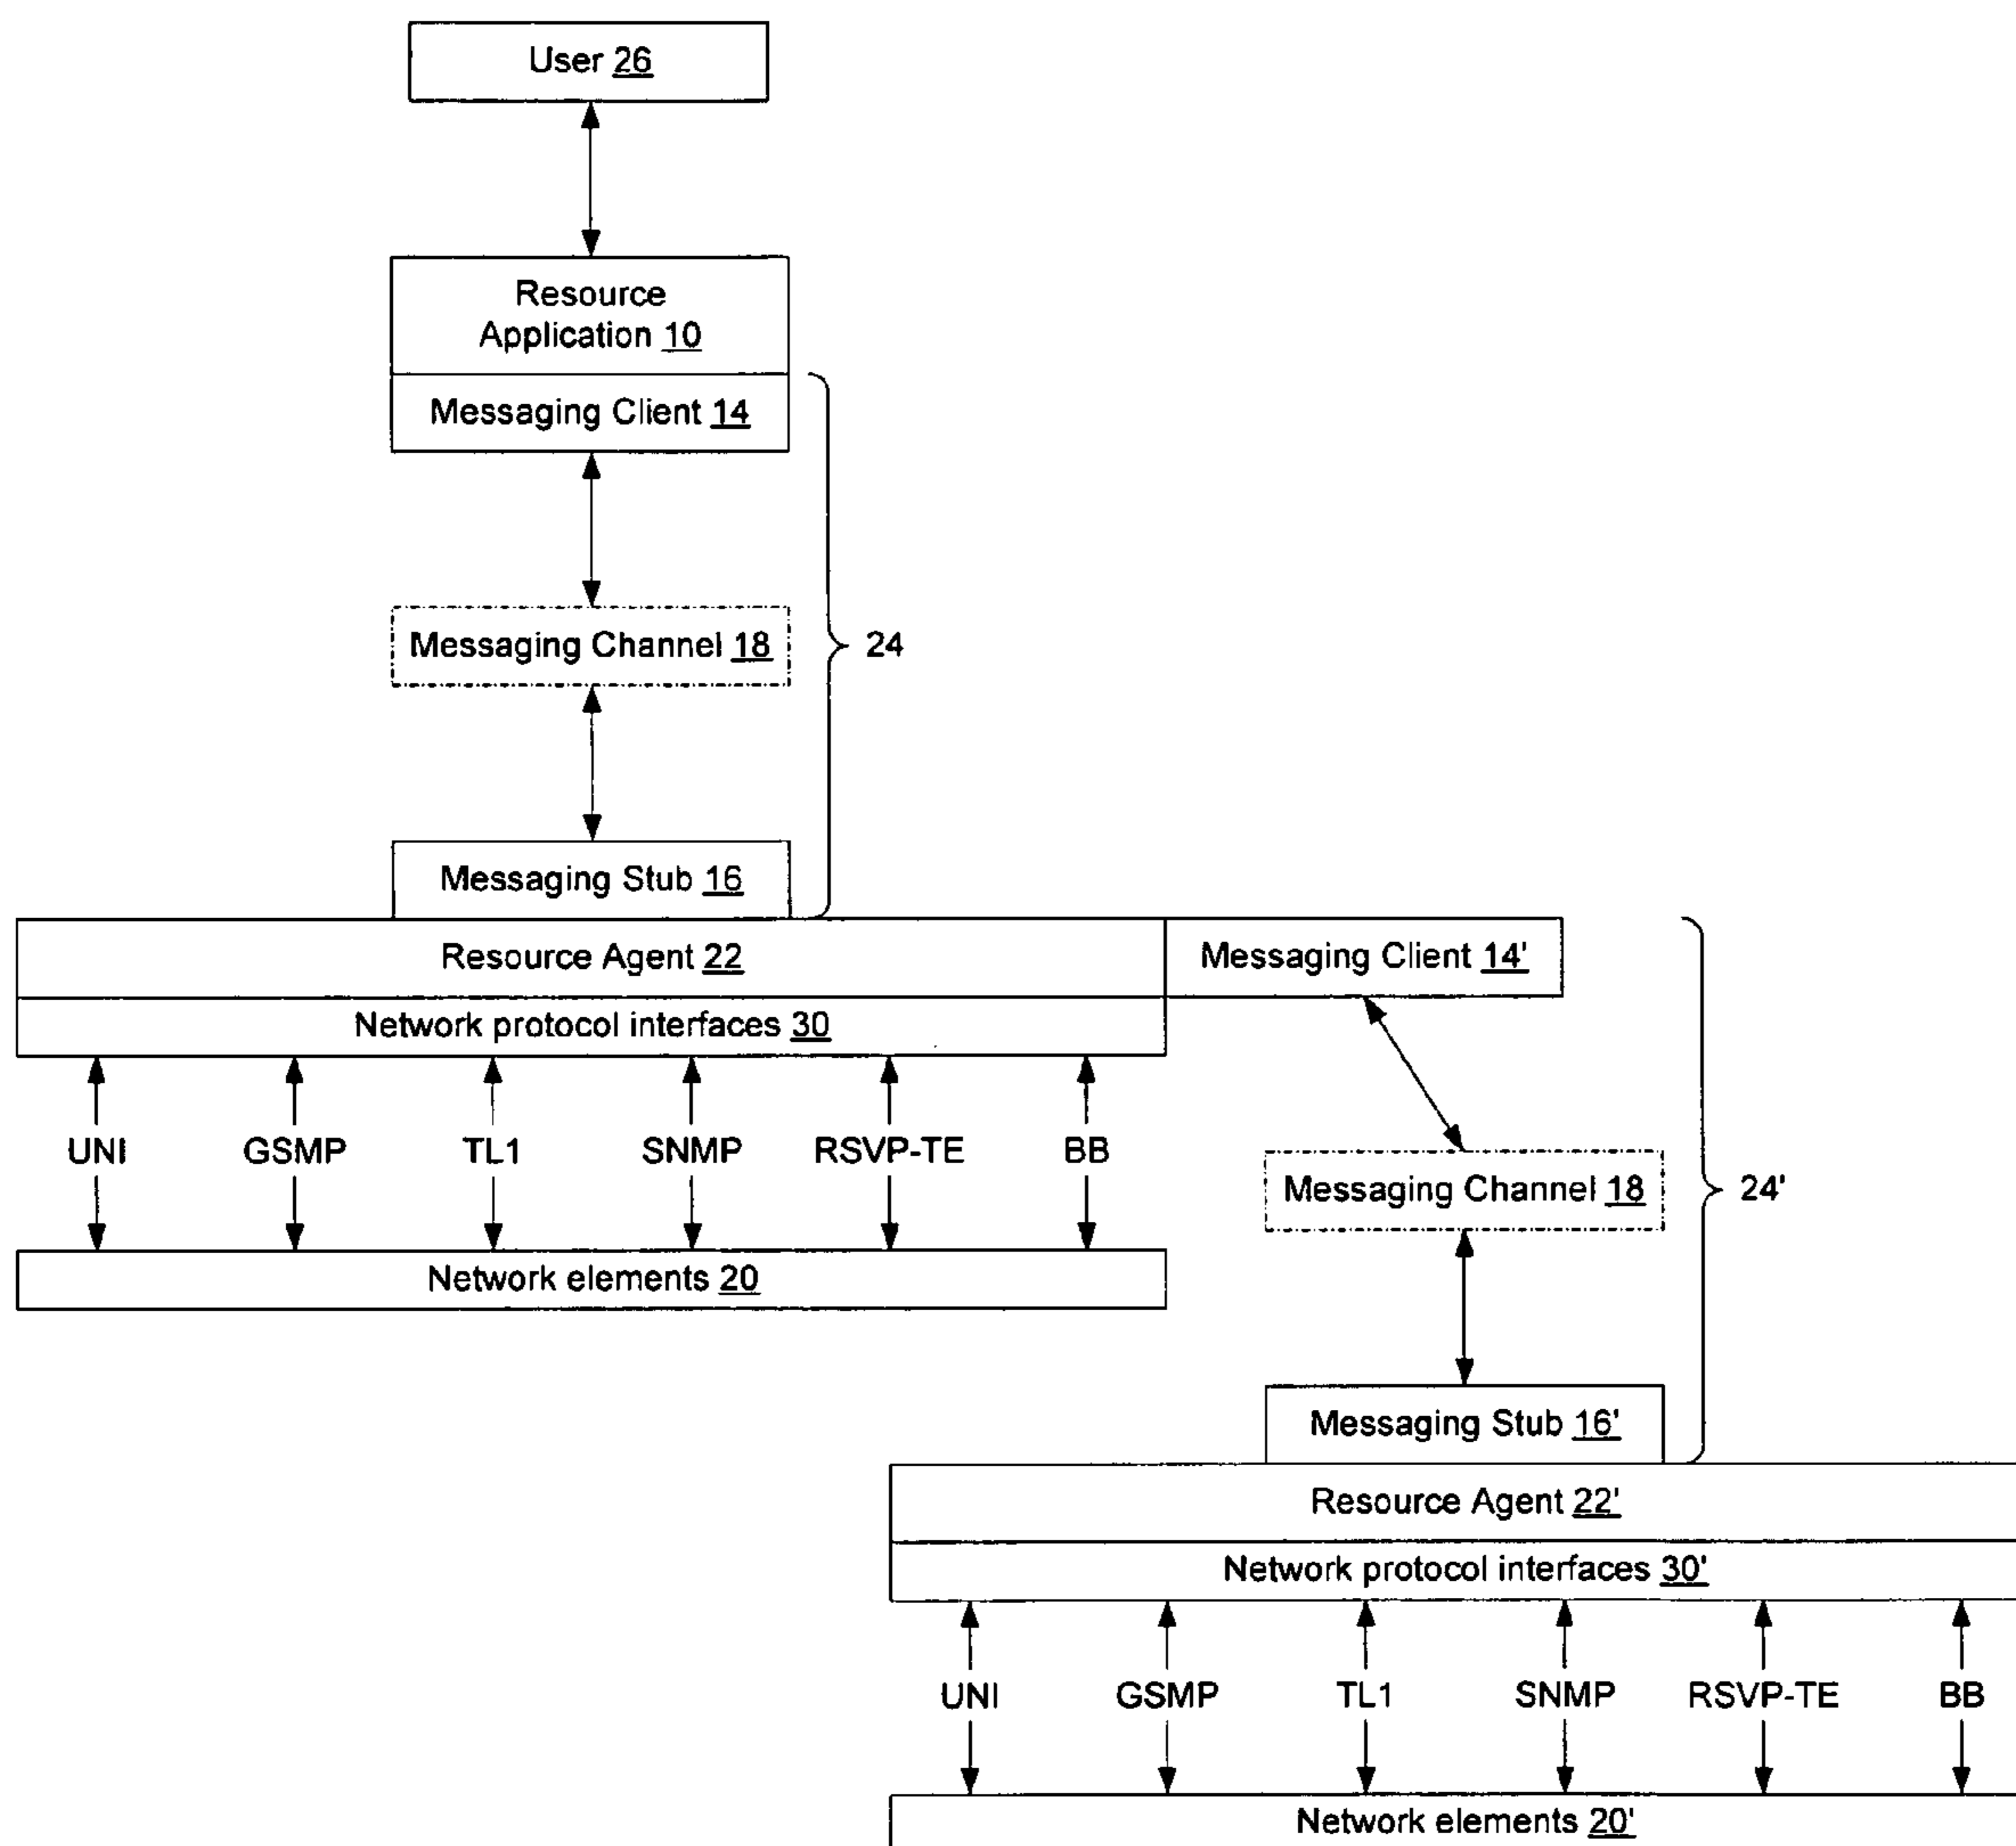 User 26
Resource
Application 10
Messaging Client 14
Messaging Channel 18
24
Messaging Stub 16
Resource Agent 22
Messaging Client 14'
Network protocol interfaces 30
UNI GSMP TL1 SNMP RSVP-TE BB
Messaging Channel 18
24'
Network elements 20
Messaging Stub 16'
Resource Agent 22'
Network protocol interfaces 30'
UNI GSMP TL1 SNMP RSVP-TE BB
Network elements 20'